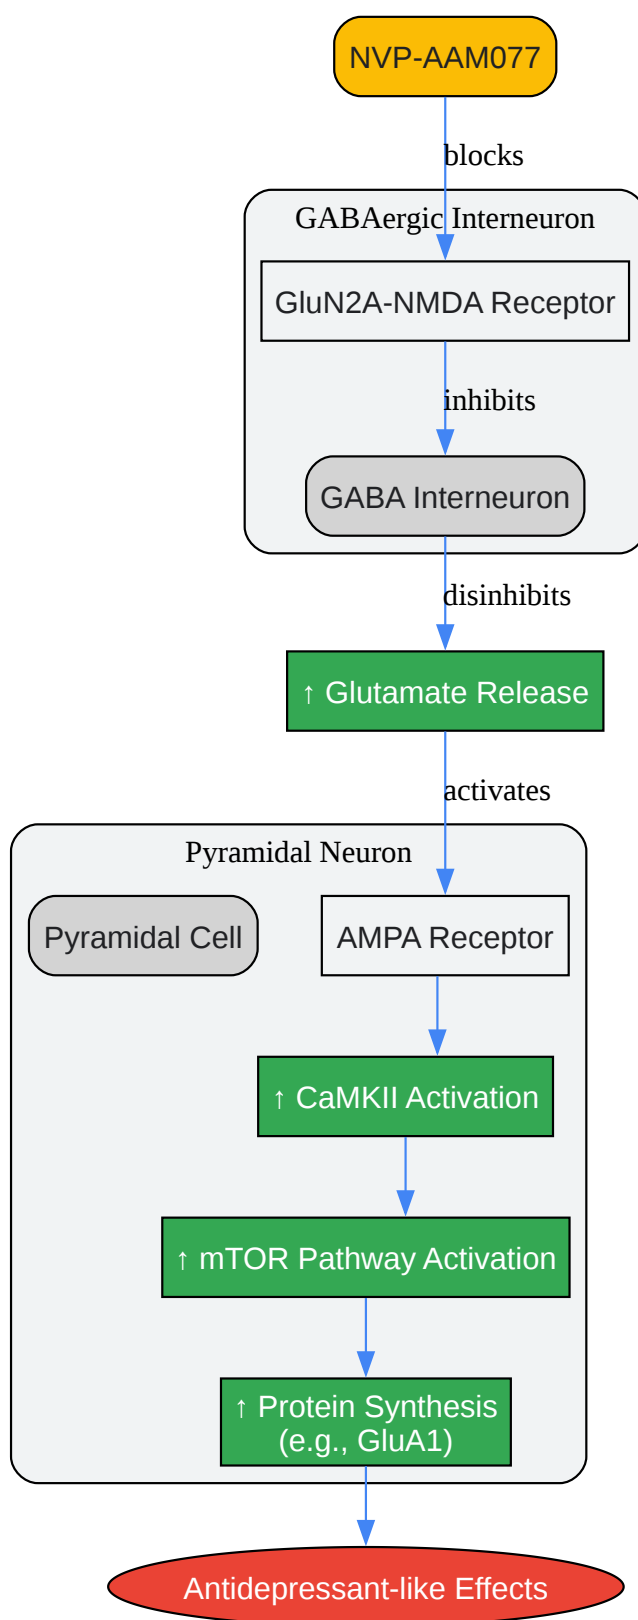 NVP-AAM077
blocks
GABAergic Interneuron
GluN2A-NMDA Receptor
inhibits
GABA Interneuron
disinhibits
↑ Glutamate Release
activates
Pyramidal Neuron
Pyramidal Cell
AMPA Receptor
↑ CaMKII Activation
↑ mTOR Pathway Activation
↑ Protein Synthesis
(e.g., GluA1)
Antidepressant-like Effects